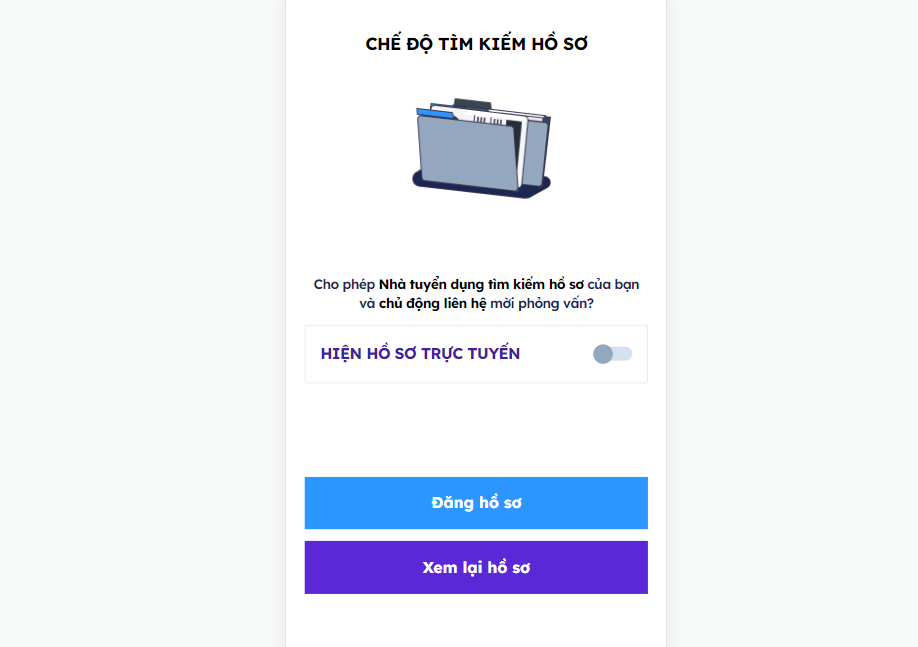 CHẾ ĐỘ TÌM KIẾM HỒ SƠ
Cho phép Nhà tuyển dụng tìm kiếm hồ sơ của bạn
và chủ động liên hệ mời phỏng vấn?
HIỆN HỒ SƠ TRỰC TUYẾN
Đăng hồ sơ
Xem lại hồ sơ